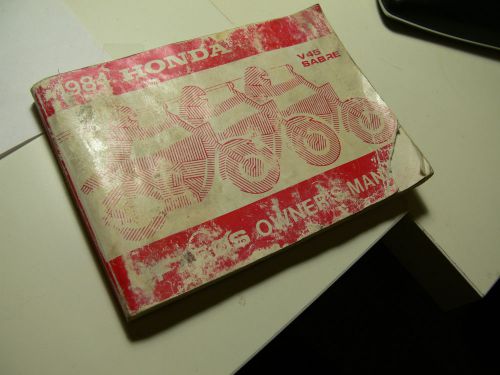 1984 HONDA
V45
SABRE
OWNER'S MAN